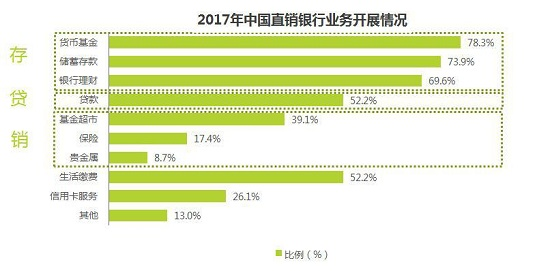 2017年中国直销银行业务开展情况
存
贷
销
货币基金 78.3%
储蓄存款 73.9%
银行理财 69.6%
贷款 52.2%
基金超市 39.1%
保险 17.4%
贵金属 8.7%
生活缴费 52.2%
信用卡服务 26.1%
其他 13.0%
比例（%）